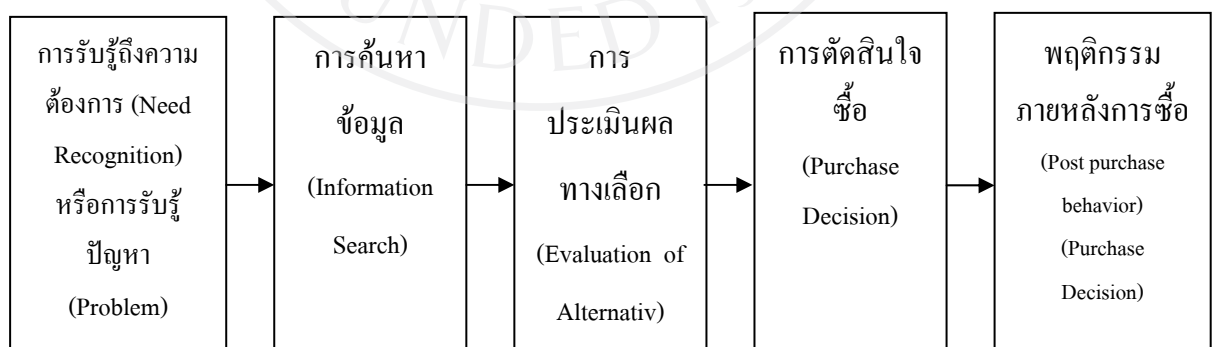 การรับรู้ถึงความ
ต้องการ (Need
Recognition)
หรือการรับรู้
ปัญหา
(Problem)
การค้นหา
ข้อมูล
(Information
Search)
การ
ประเมินผล
ทางเลือก
(Evaluation of
Alternativ)
การตัดสินใจ
ซื้อ
(Purchase
Decision)
พฤติกรรม
ภายหลังการซื้อ
(Post purchase
behavior)
(Purchase
Decision)